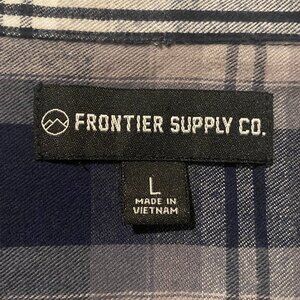 FRONTIER SUPPLY CO.
L
MADE IN
VIETNAM